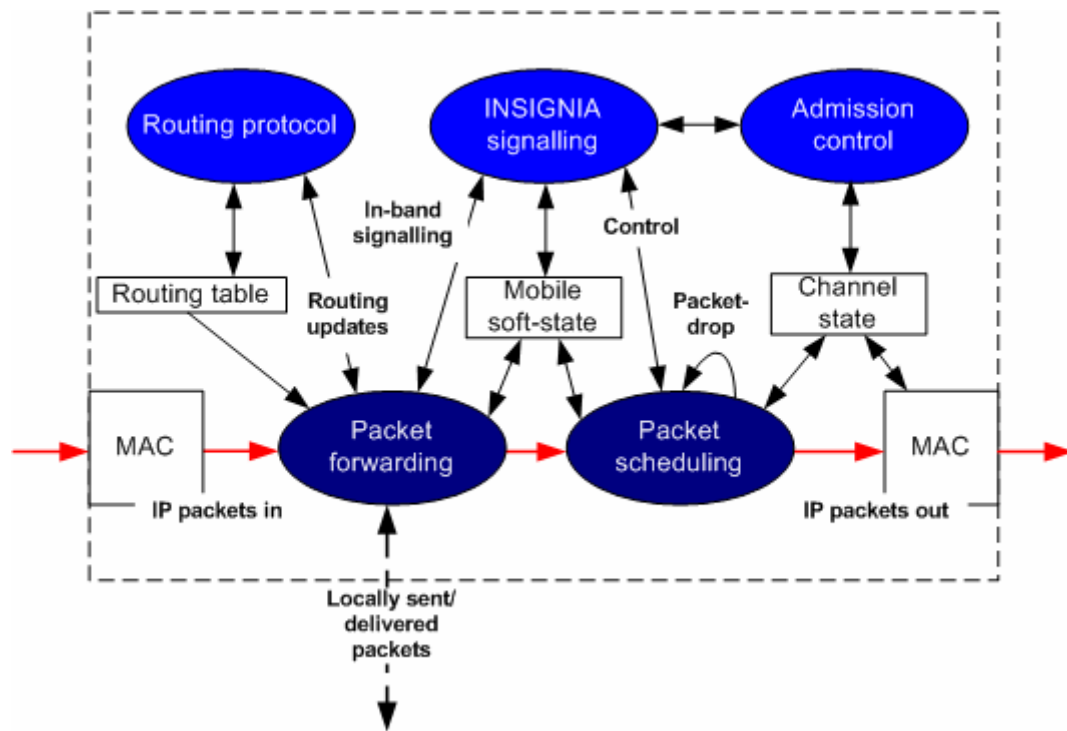 Routing protocol
INSIGNIA
signalling
Admission
control
In-band
signalling
Control
Routing table
Routing
updates
Mobile
soft-state
Packet-
drop
Channel
state
MAC
Packet
forwarding
Packet
scheduling
MAC
IP packets in
IP packets out
Locally sent/
delivered
packets